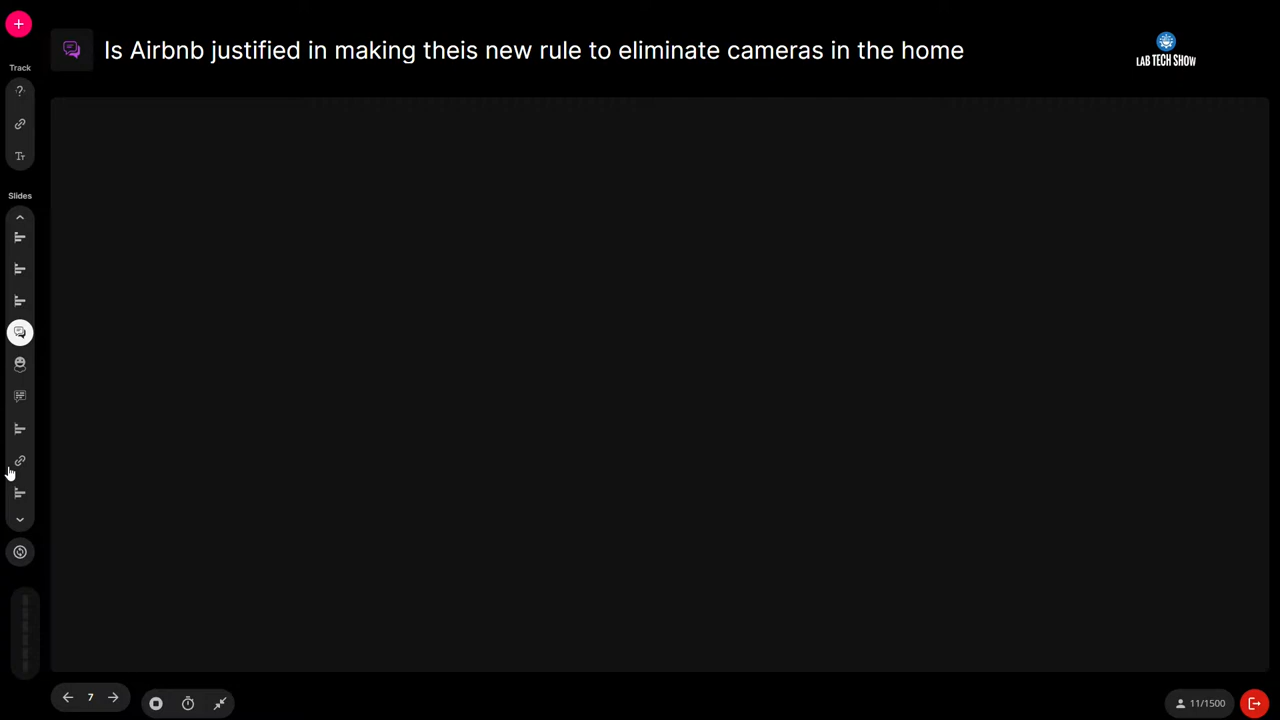 Is Airbnb justified in making theis new rule to eliminate cameras in the home
LAB TECH SHOW
Track
Tт
Slides
7
11/1500